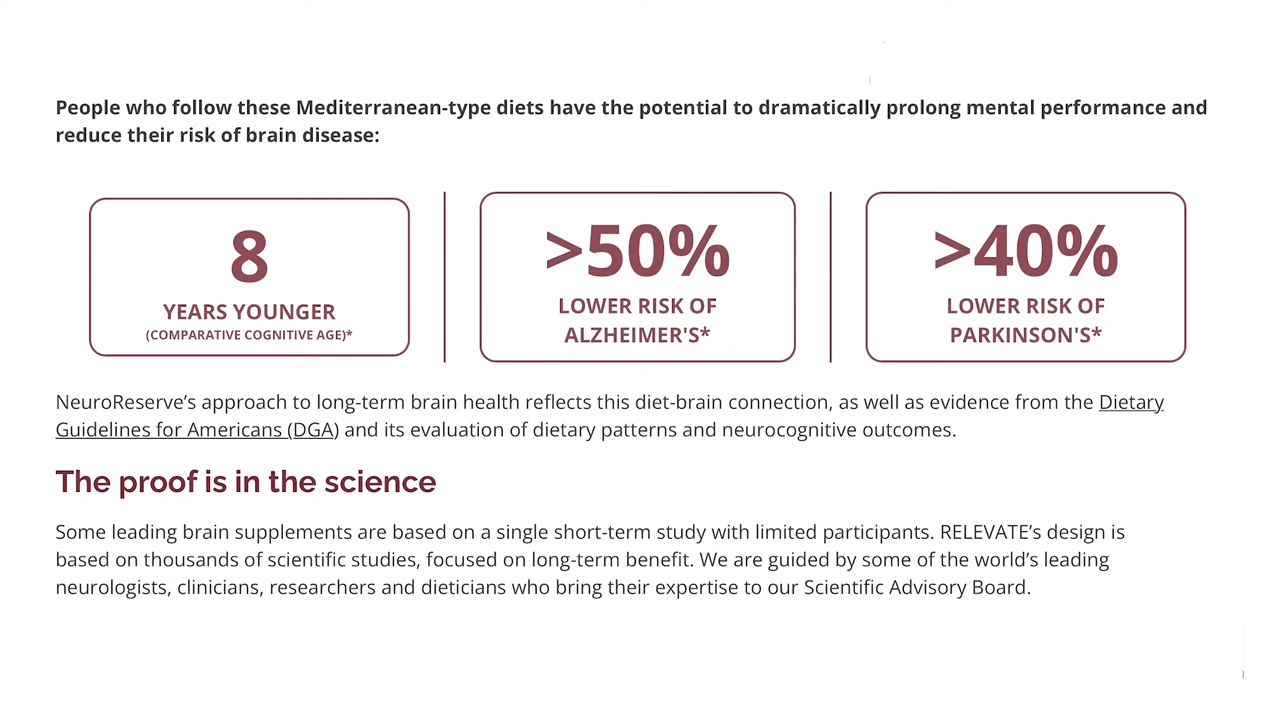 People who follow these Mediterranean-type diets have the potential to dramatically prolong mental performance and
reduce their risk of brain disease:
8
YEARS YOUNGER
(COMPARATIVE COGNITIVE AGE)*
>50%
LOWER RISK OF
ALZHEIMER'S*
>40%
LOWER RISK OF
PARKINSON'S*
NeuroReserve’s approach to long-term brain health reflects this diet-brain connection, as well as evidence from the Dietary
Guidelines for Americans (DGA) and its evaluation of dietary patterns and neurocognitive outcomes.
The proof is in the science
Some leading brain supplements are based on a single short-term study with limited participants. RELEVATE’s design is
based on thousands of scientific studies, focused on long-term benefit. We are guided by some of the world’s leading
neurologists, clinicians, researchers and dieticians who bring their expertise to our Scientific Advisory Board.